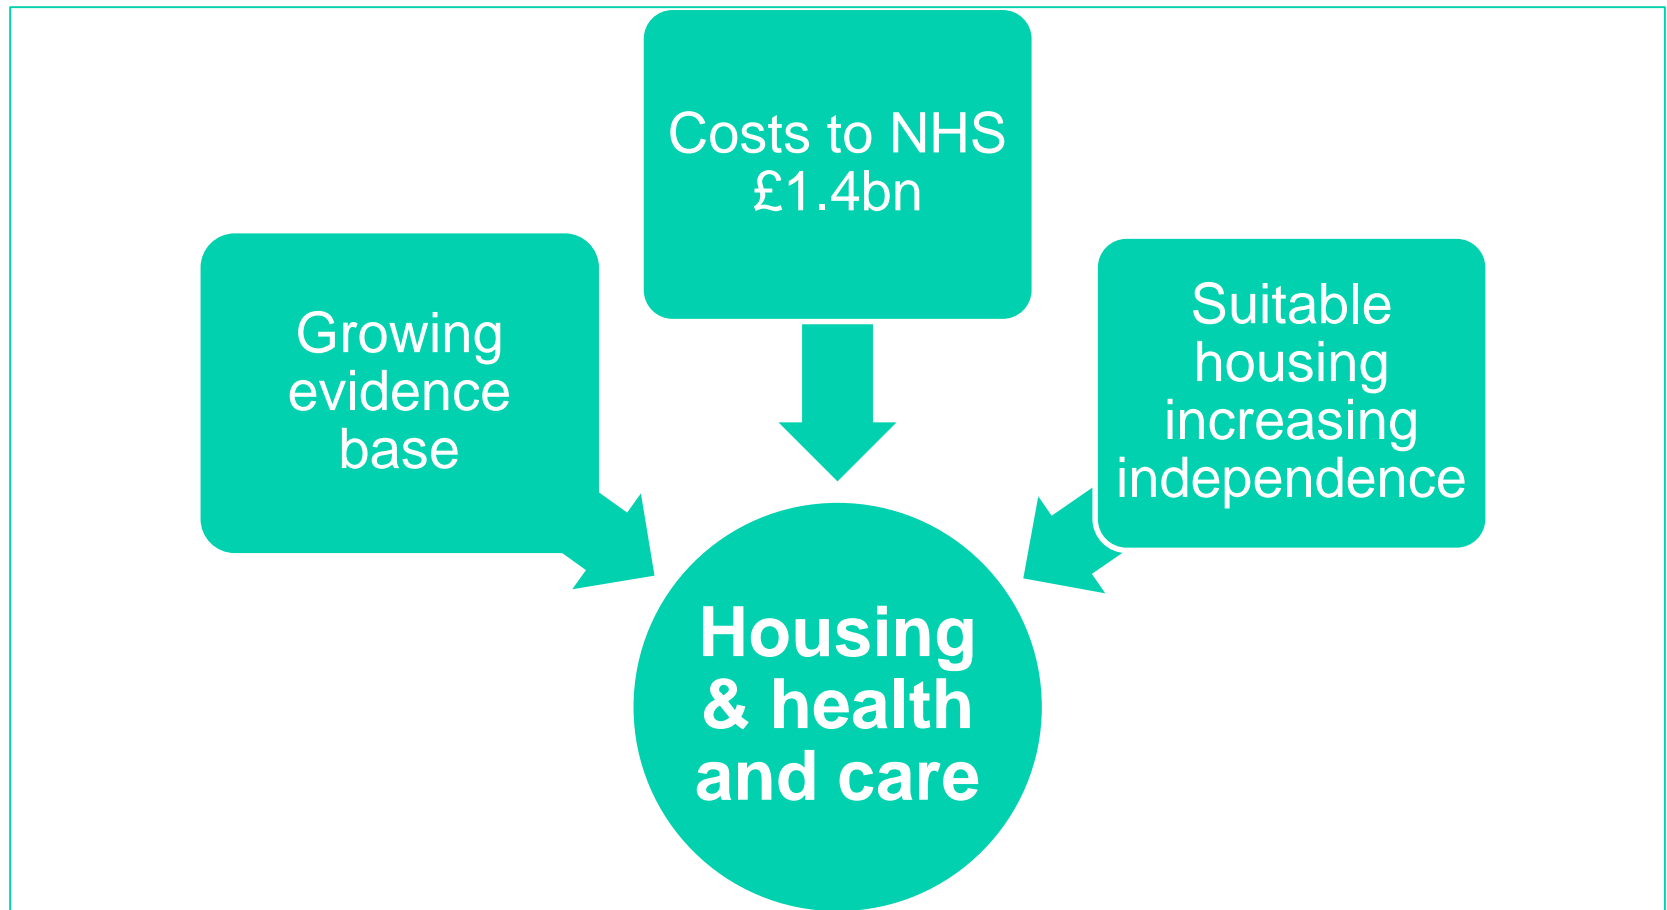 Costs to NHS
£1.4bn
Growing
evidence
base
Suitable
housing
increasing
independence
Housing
& health
and care